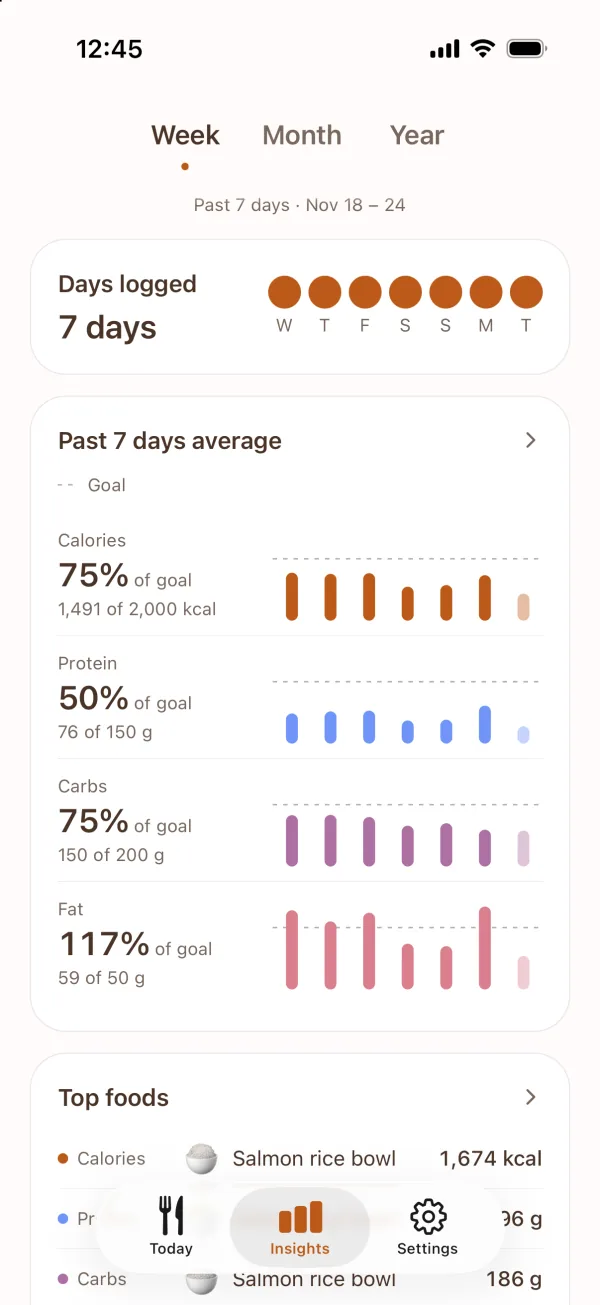 12:45
Week Month Year
Past 7 days · Nov 18 – 24
Days logged
7 days
W T F S S M T
Past 7 days average
-- Goal
Calories
75% of goal
1,491 of 2,000 kcal
Protein
50% of goal
76 of 150 g
Carbs
75% of goal
150 of 200 g
Fat
117% of goal
59 of 50 g
Top foods
Calories Salmon rice bowl 1,674 kcal
Pr 96 g
Today Insights Settings
Carbs Salmon rice bowl 186 g